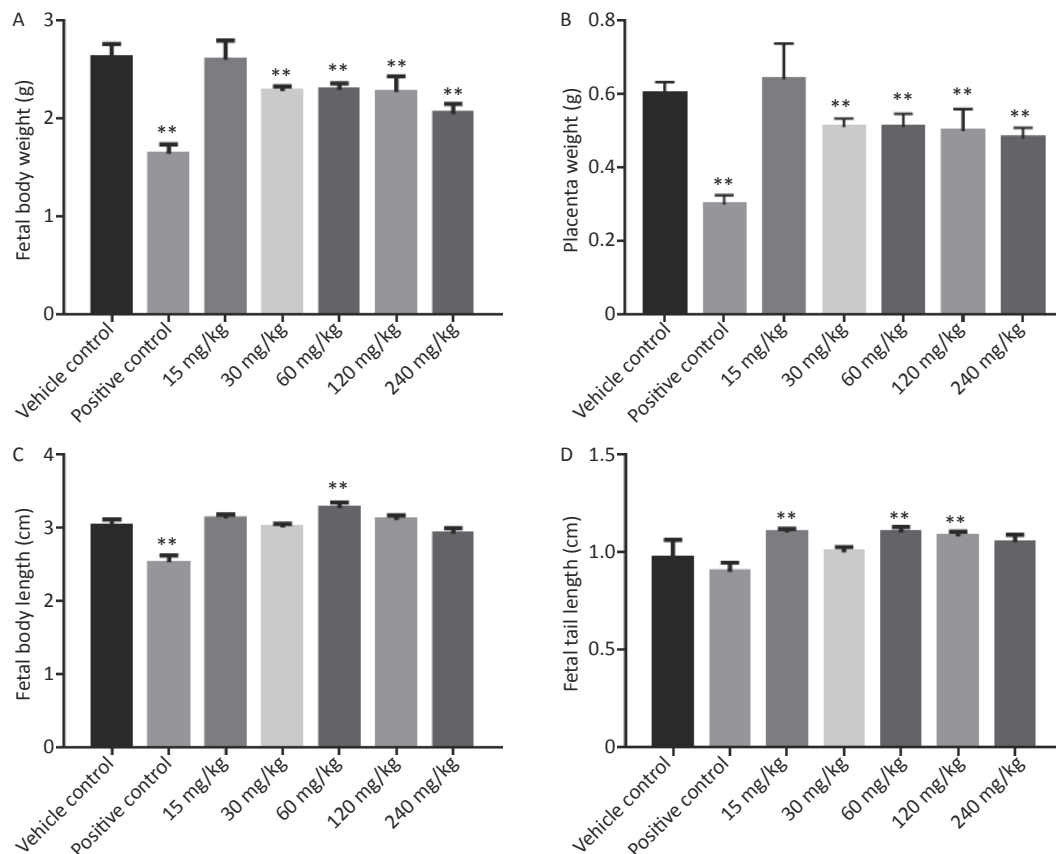 A
Fetal body weight (g)
3
2
1
0
**
**
**
**
**
Vehicle control
Positive control
15 mg/kg
30 mg/kg
60 mg/kg
120 mg/kg
240 mg/kg
B
Placenta weight (g)
0.8
0.6
0.4
0.2
0
**
**
**
**
**
Vehicle control
Positive control
15 mg/kg
30 mg/kg
60 mg/kg
120 mg/kg
240 mg/kg
C
Fetal body length (cm)
4
3
2
1
0
**
**
Vehicle control
Positive control
15 mg/kg
30 mg/kg
60 mg/kg
120 mg/kg
240 mg/kg
D
Fetal tail length (cm)
1.5
1.0
0.5
0
**
**
**
Vehicle control
Positive control
15 mg/kg
30 mg/kg
60 mg/kg
120 mg/kg
240 mg/kg